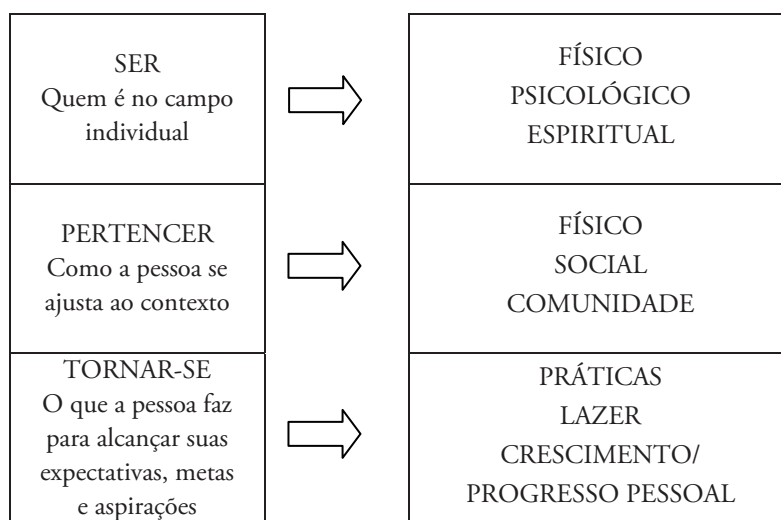 SER
Quem é no campo
individual
FÍSICO
PSICOLÓGICO
ESPIRITUAL
PERTENCER
Como a pessoa se
ajusta ao contexto
FÍSICO
SOCIAL
COMUNIDADE
TORNAR-SE
O que a pessoa faz
para alcançar suas
expectativas, metas
e aspirações
PRÁTICAS
LAZER
CRESCIMENTO/
PROGRESSO PESSOAL